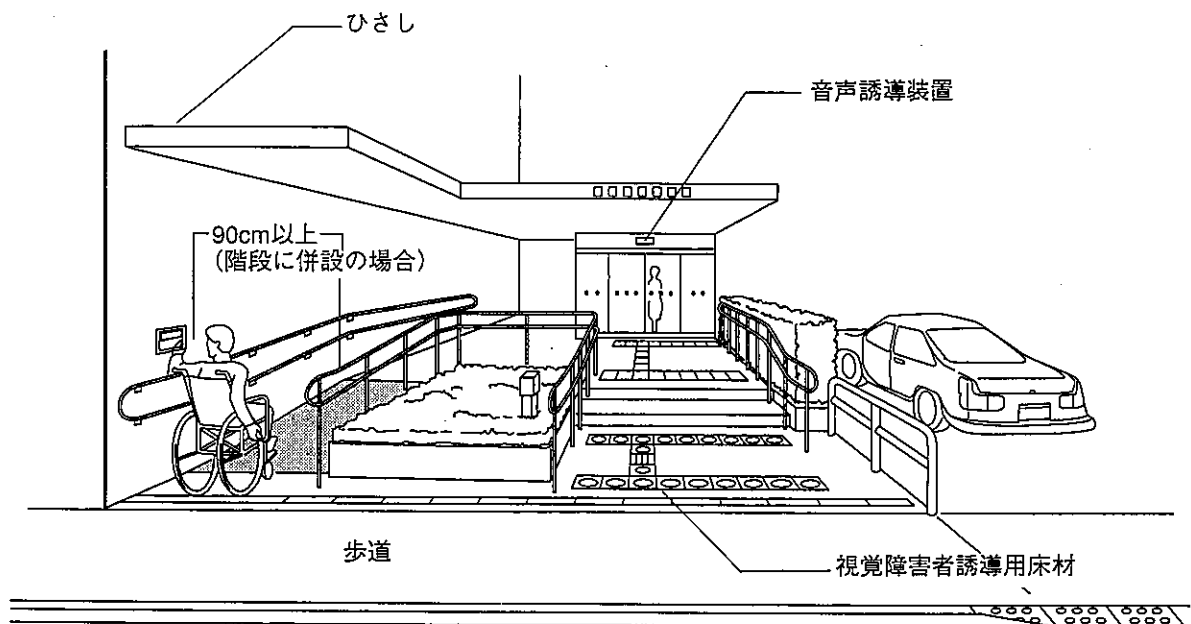 ひさし
音声誘導装置
90cm以上
（階段に併設の場合）
歩道
視覚障害者誘導用床材